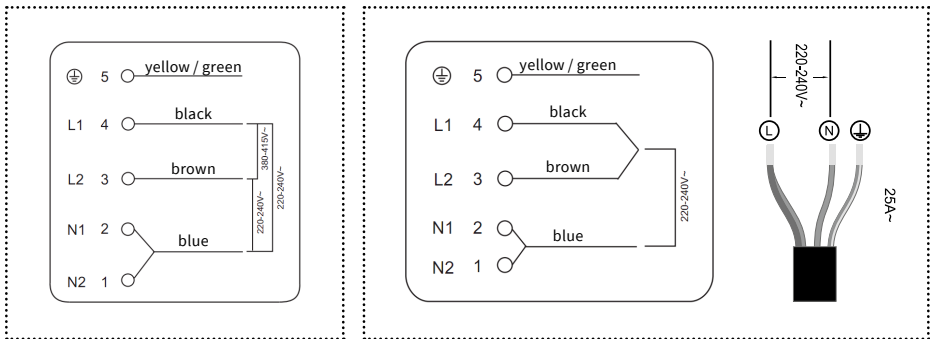 5 yellow / green
L1 4 black
L2 3 brown
N1 2
blue
N2 1
380-415V~
220-240V~
220-240V~
5 yellow / green
L1 4 black
L2 3 brown
N1 2
blue
N2 1
220-240V~
220-240V~
L N
25A~